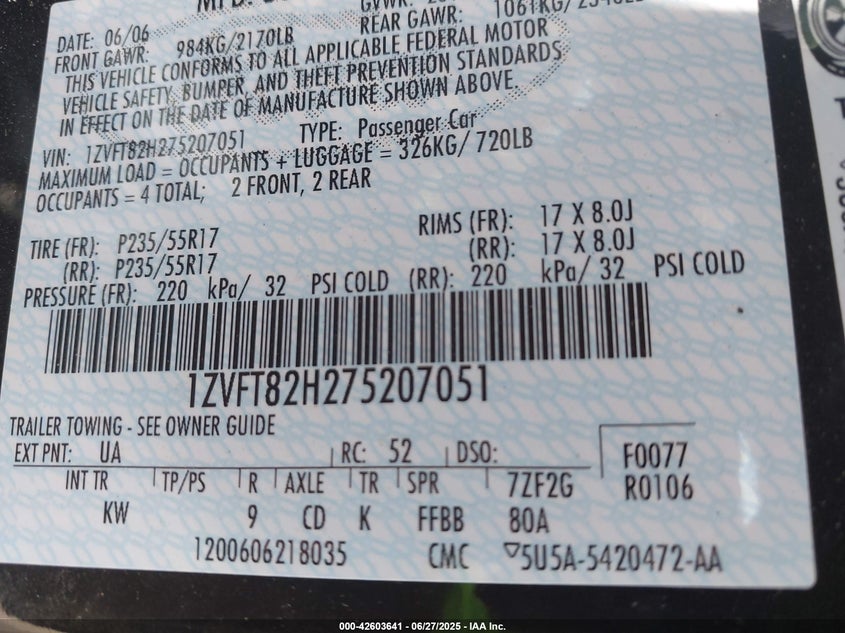 DATE: 06/06
FRONT GAWR: 984KG/2170LB REAR GAWR:
THIS VEHICLE CONFORMS TO ALL APPLICABLE FEDERAL MOTOR
VEHICLE SAFETY, BUMPER, AND THEFT PREVENTION STANDARDS
IN EFFECT ON THE DATE OF MANUFACTURE SHOWN ABOVE.
VIN: 1ZVFT82H275207051 TYPE: Passenger Car
MAXIMUM LOAD = OCCUPANTS + LUGGAGE = 326KG/ 720LB
OCCUPANTS = 4 TOTAL; 2 FRONT, 2 REAR
TIRE (FR): P235/55R17 RIMS (FR): 17 X 8.0J
(RR): P235/55R17 (RR): 17 X 8.0J
PRESSURE (FR): 220 kPa/ 32 PSI COLD (RR): 220 kPa/ 32 PSI COLD
1ZVFT82H275207051
TRAILER TOWING - SEE OWNER GUIDE
EXT PNT: UA RC: 52 DSO: F0077
INT TR TP/PS R AXLE TR SPR 7ZF2G R0106
KW 9 CD K FFBB 80A
1200606218035 CMC 5U5A-5420472-AA
000-42603641 - 06/27/2025 - IAA Inc.